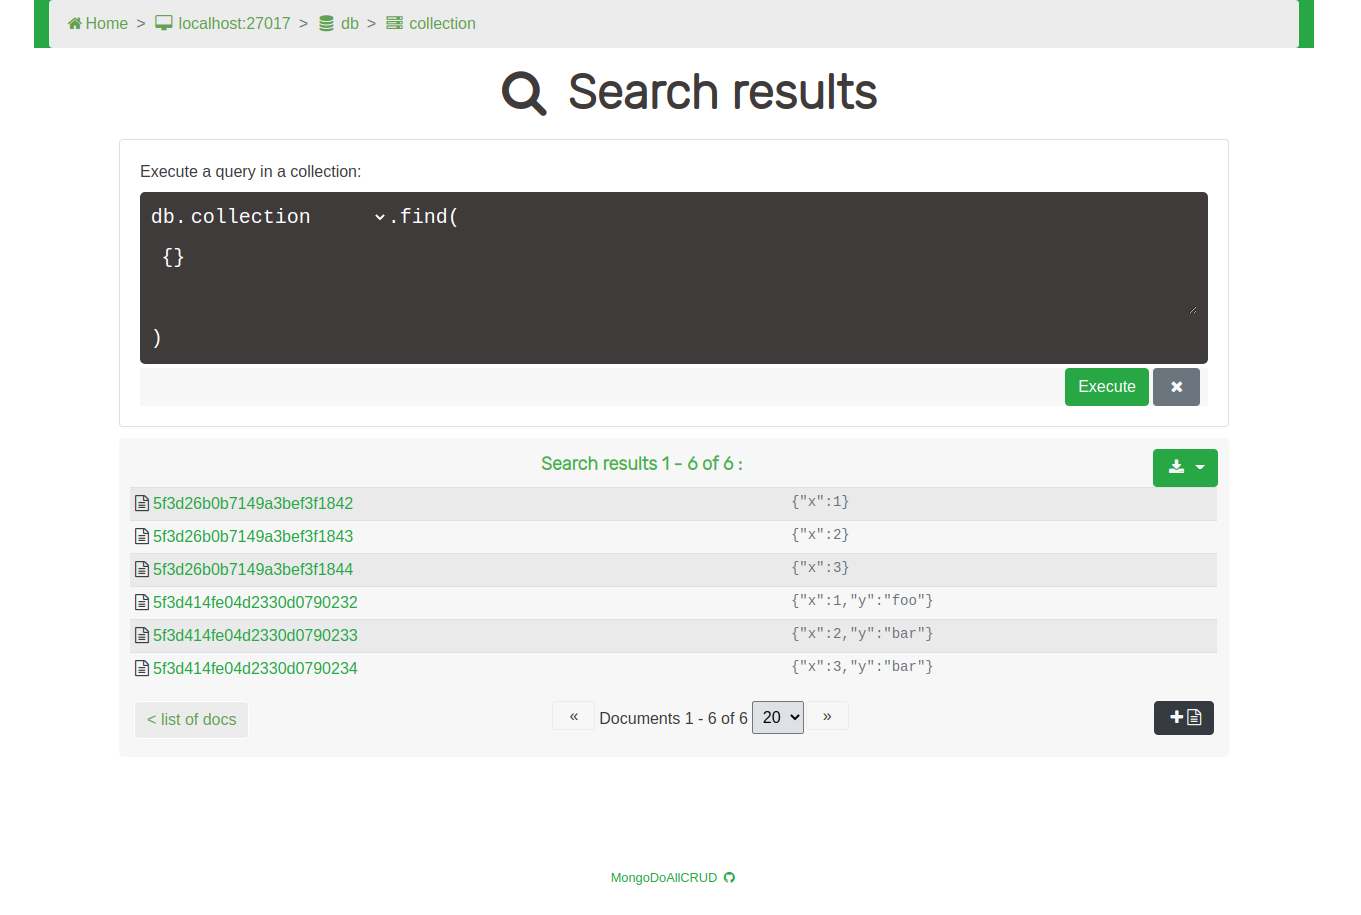 Home > localhost:27017 > db > collection
Search results
Execute a query in a collection:
db. collection .find(
{}
)
Execute ✖
Search results 1 - 6 of 6 :
5f3d26b0b7149a3bef3f1842 {"x":1}
5f3d26b0b7149a3bef3f1843 {"x":2}
5f3d26b0b7149a3bef3f1844 {"x":3}
5f3d414fe04d2330d0790232 {"x":1,"y":"foo"}
5f3d414fe04d2330d0790233 {"x":2,"y":"bar"}
5f3d414fe04d2330d0790234 {"x":3,"y":"bar"}
< list of docs « Documents 1 - 6 of 6 20 »
MongoDoAllCRUD